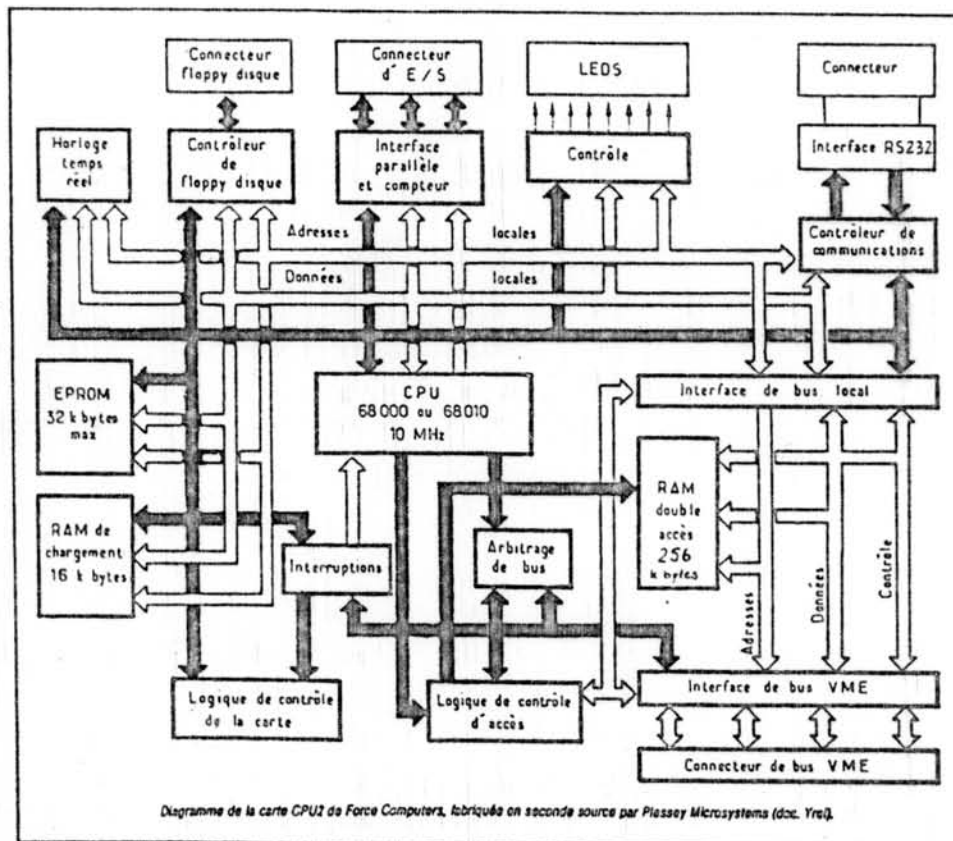 Connecteur
floppy disque
Connecteur
d' E / S
LEDS
Connecteur
Horloge
temps
réel
Contrôleur
de
floppy disque
Interface
parallèle
et compteur
Contrôle
Interface RS232
Contrôleur de
communications
Adresses locales
Données locales
EPROM
32 k bytes
max
CPU
68000 ou 68010
10 MHz
Interface de bus local
RAM
double
accès
256
k bytes
RAM de
chargement
16 k bytes
Interruptions
Arbitrage
de bus
Adresses
Données
Contrôle
Logique de contrôle
de la carte
Logique de contrôle
d'accès
Interface de bus VME
Connecteur de bus VME
Diagramme de la carte CPU2 de Force Computers, fabriquée en seconde source par Plessey Microsystems (doc. Yrel).